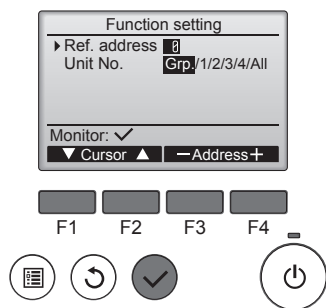 Function setting
Ref. address 0
Unit No. Grp./1/2/3/4/All
Monitor: ✓
▼ Cursor ▲ －Address＋
F1 F2 F3 F4